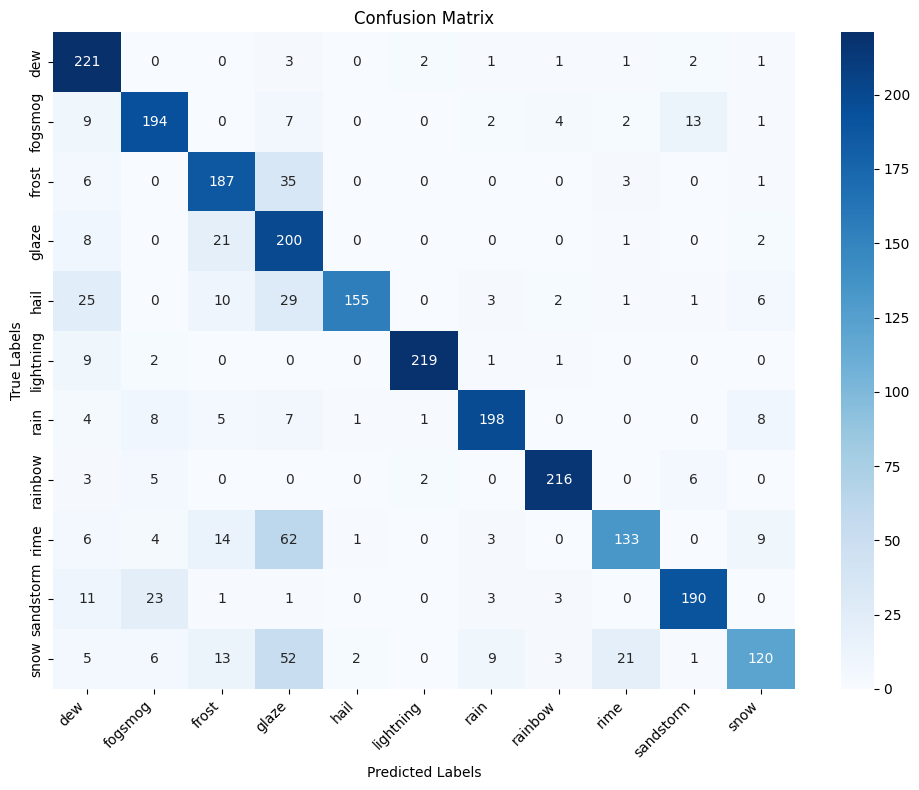 Confusion Matrix
True Labels
dew 221 0 0 3 0 2 1 1 1 2 1
fogsmog 9 194 0 7 0 0 2 4 2 13 1
frost 6 0 187 35 0 0 0 0 3 0 1
glaze 8 0 21 200 0 0 0 0 1 0 2
hail 25 0 10 29 155 0 3 2 1 1 6
lightning 9 2 0 0 0 219 1 1 0 0 0
rain 4 8 5 7 1 1 198 0 0 0 8
rainbow 3 5 0 0 0 2 0 216 0 6 0
rime 6 4 14 62 1 0 3 0 133 0 9
sandstorm 11 23 1 1 0 0 3 3 0 190 0
snow 5 6 13 52 2 0 9 3 21 1 120
dew fogsmog frost glaze hail lightning rain rainbow rime sandstorm snow
Predicted Labels
200
175
150
125
100
75
50
25
0